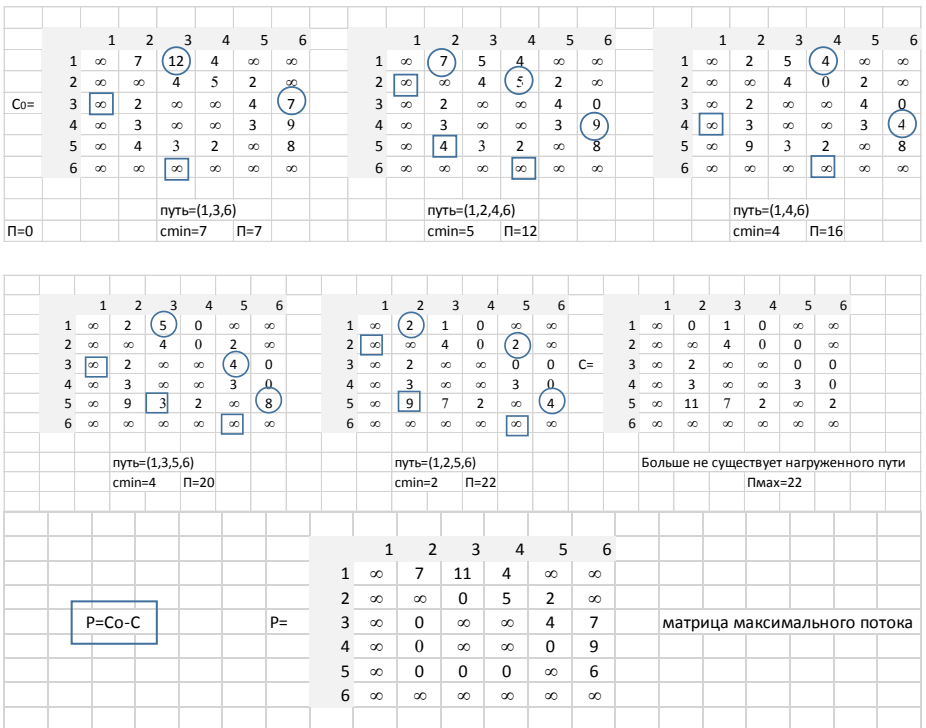 1 2 3 4 5 6 1 2 3 4 5 6 1 2 3 4 5 6
1 ∞ 7 12 4 ∞ ∞ 1 ∞ 7 5 4 ∞ ∞ 1 ∞ 2 5 4 ∞ ∞
2 ∞ ∞ 4 5 2 ∞ 2 ∞ ∞ 4 5 2 ∞ 2 ∞ ∞ 4 0 2 ∞
C0= 3 ∞ 2 ∞ ∞ 4 7 3 ∞ 2 ∞ ∞ 4 0 3 ∞ 2 ∞ ∞ 4 0
4 ∞ 3 ∞ ∞ 3 9 4 ∞ 3 ∞ ∞ 3 9 4 ∞ 3 ∞ ∞ 3 4
5 ∞ 4 3 2 ∞ 8 5 ∞ 4 3 2 ∞ 8 5 ∞ 9 3 2 ∞ 8
6 ∞ ∞ ∞ ∞ ∞ ∞ 6 ∞ ∞ ∞ ∞ ∞ ∞ 6 ∞ ∞ ∞ ∞ ∞ ∞
путь=(1,3,6) путь=(1,2,4,6) путь=(1,4,6)
П=0 cmin=7 П=7 cmin=5 П=12 cmin=4 П=16
1 2 3 4 5 6 1 2 3 4 5 6 1 2 3 4 5 6
1 ∞ 2 5 0 ∞ ∞ 1 ∞ 2 1 0 ∞ ∞ 1 ∞ 0 1 0 ∞ ∞
2 ∞ ∞ 4 0 2 ∞ 2 ∞ ∞ 4 0 2 ∞ 2 ∞ ∞ 4 0 0 ∞
3 ∞ 2 ∞ ∞ 4 0 3 ∞ 2 ∞ ∞ 0 0 C= 3 ∞ 2 ∞ ∞ 0 0
4 ∞ 3 ∞ ∞ 3 0 4 ∞ 3 ∞ ∞ 3 0 4 ∞ 3 ∞ ∞ 3 0
5 ∞ 9 3 2 ∞ 8 5 ∞ 9 7 2 ∞ 4 5 ∞ 11 7 2 ∞ 2
6 ∞ ∞ ∞ ∞ ∞ ∞ 6 ∞ ∞ ∞ ∞ ∞ ∞ 6 ∞ ∞ ∞ ∞ ∞ ∞
путь=(1,3,5,6) путь=(1,2,5,6) Больше не существует нагруженного пути
cmin=4 П=20 cmin=2 П=22 Пмах=22
1 2 3 4 5 6
1 ∞ 7 11 4 ∞ ∞
2 ∞ ∞ 0 5 2 ∞
P=Co-C P= 3 ∞ 0 ∞ ∞ 4 7 матрица максимального потока
4 ∞ 0 ∞ ∞ 0 9
5 ∞ 0 0 0 ∞ 6
6 ∞ ∞ ∞ ∞ ∞ ∞